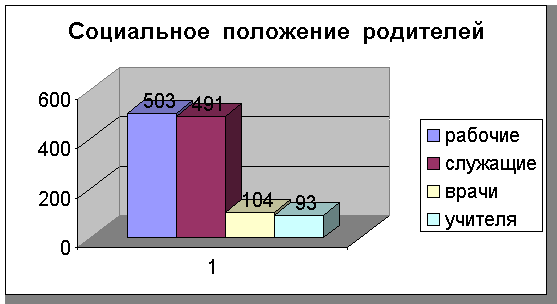 Социальное положение родителей
600
400
200
0
503
491
104
93
1
рабочие
служащие
врачи
учителя